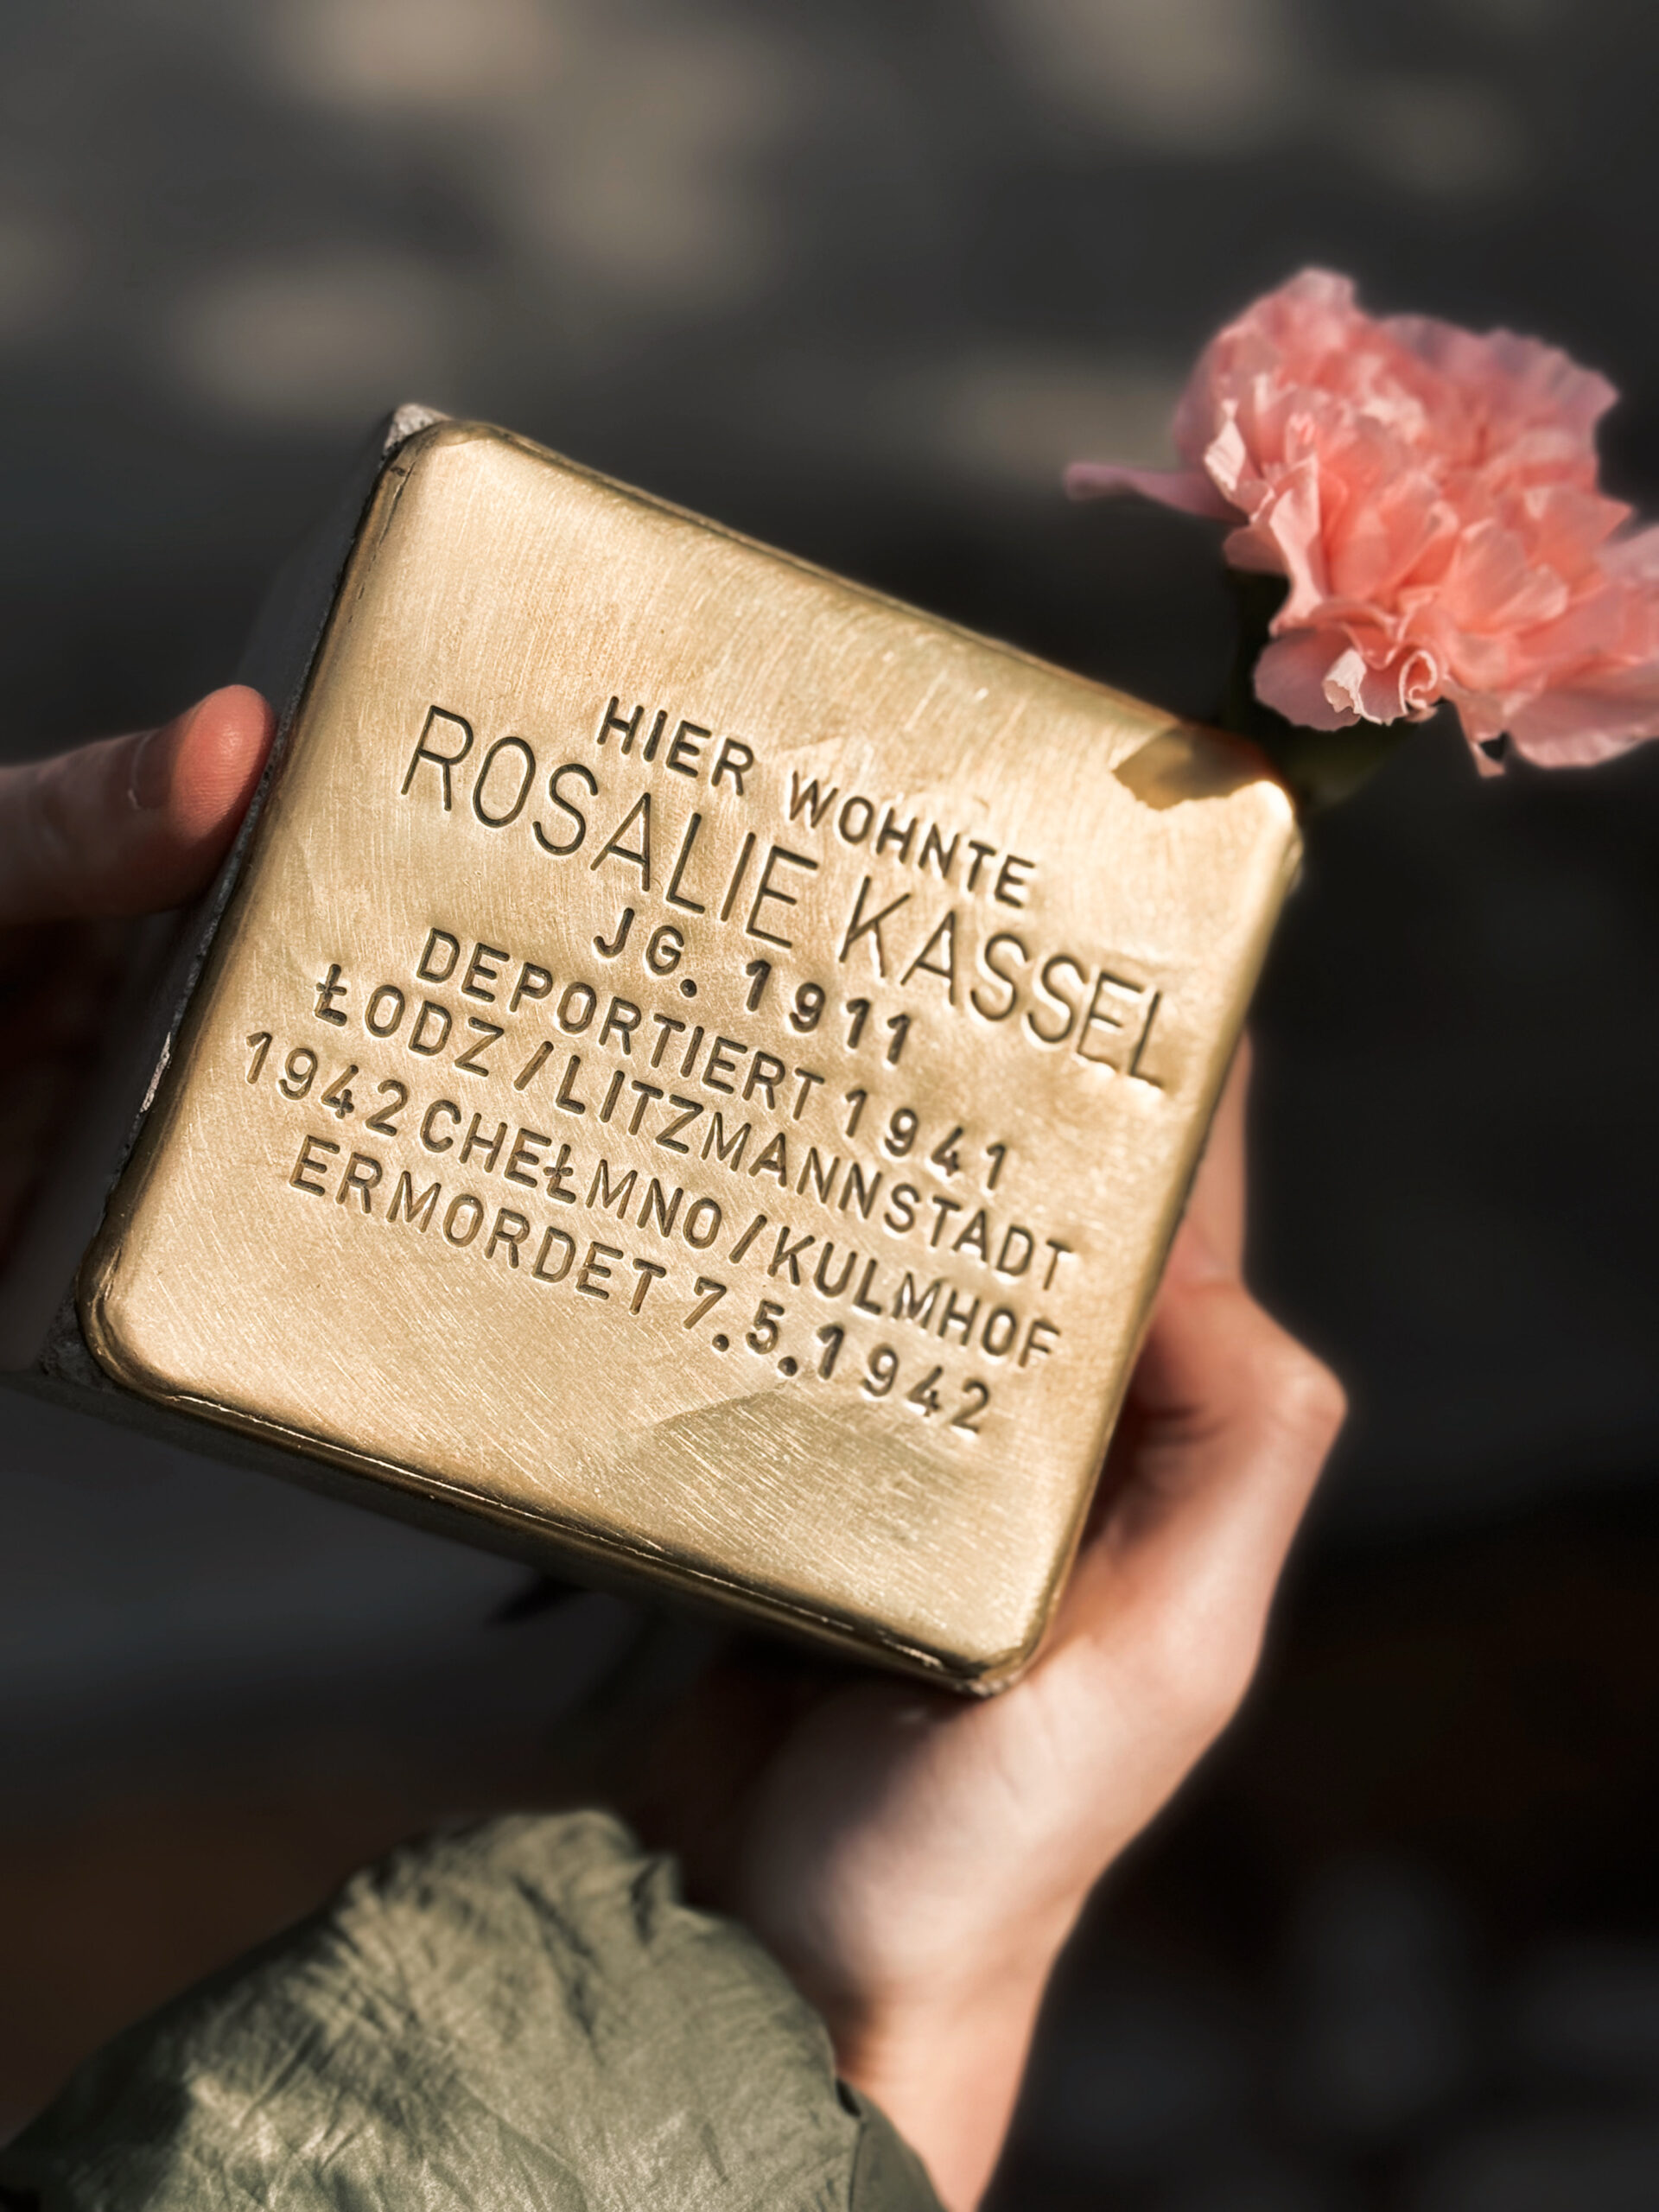 HIER WOHNTE
ROSALIE KASSEL
JG. 1911
DEPORTIERT 1941
ŁODZ/LITZMANNSTADT
1942 CHEŁMNO/KULMHOF
ERMORDET 7.5.1942